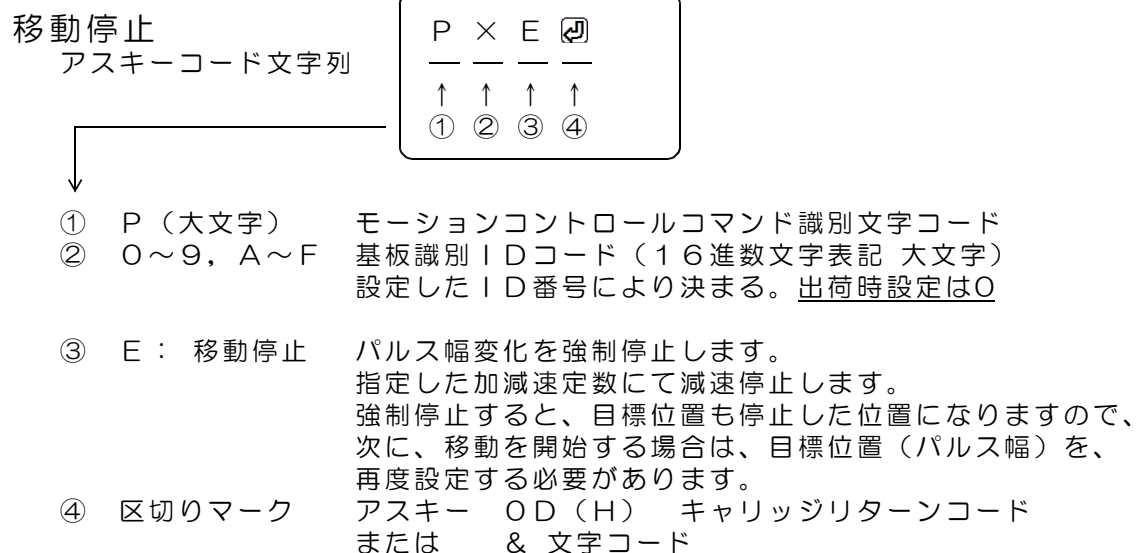 移動停止
アスキーコード文字列
P × E ⏎
↑ ↑ ↑ ↑
① ② ③ ④
① P（大文字） モーションコントロールコマンド識別文字コード
② 0～9，A～F 基板識別IDコード（16進数文字表記 大文字）
設定したID番号により決まる。出荷時設定は0
③ E： 移動停止 パルス幅変化を強制停止します。
指定した加減速定数にて減速停止します。
強制停止すると、目標位置も停止した位置になりますので、
次に、移動を開始する場合は、目標位置（パルス幅）を、
再度設定する必要があります。
④ 区切りマーク アスキー 0D（H） キャリッジリターンコード
または & 文字コード